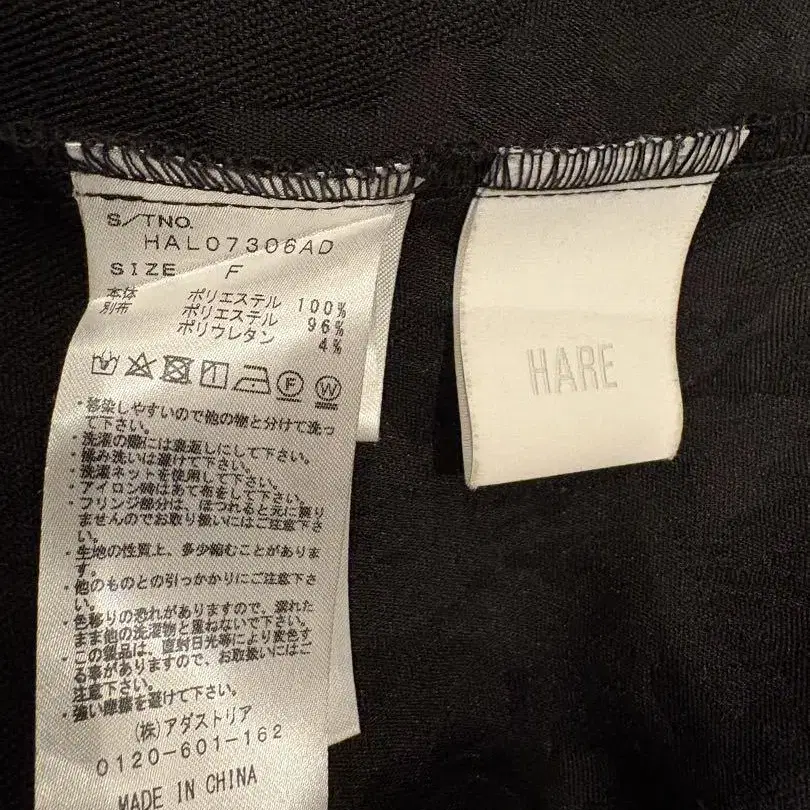 S/TNO.
HAL07306AD
SIZE F
本体 ポリエステル 100%
別布 ポリエステル 96%
ポリウレタン 4%
F W
・移染しやすいので他の物と分けて洗っ
て下さい。
・洗濯の際には裏返しにして下さい。
・揉み洗いは避けて下さい。
・洗濯ネットを使用して下さい。
・アイロン時はあて布をして下さい。
・フリンジ部分は、ほつれると元に戻り
ませんのでお取り扱いにはご注意下さ
い。
・生地の性質上、多少縮むことがありま
す。
・他のものとの引っかかりにご注意下さ
い。
・色移りの恐れがありますので、濡れた
まま他の洗濯物と重ねないで下さい。
・この製品は、直射日光等により変色す
る事がありますので、お取扱いにはご
注意下さい。
・強い摩擦を避けて下さい。
(株)アダストリア
0120-601-162
MADE IN CHINA
HARE